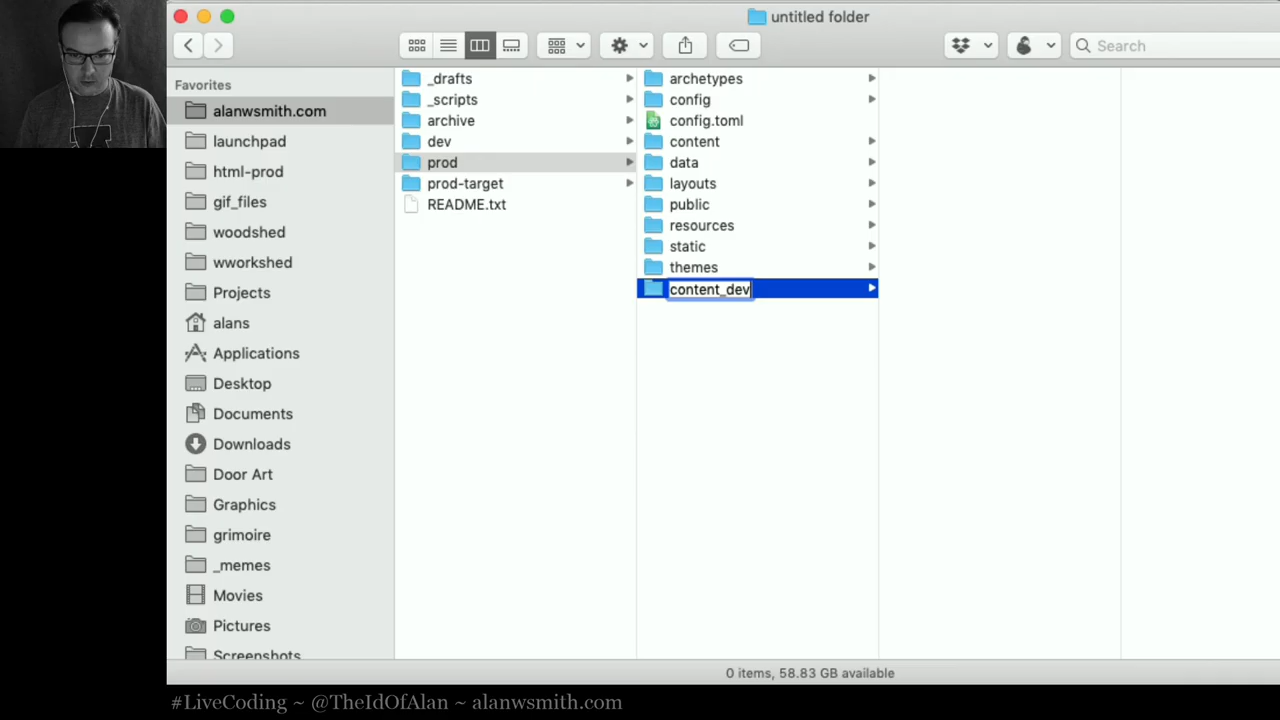 untitled folder
Search
Favorites
alanwsmith.com
launchpad
html-prod
gif_files
woodshed
wworkshed
Projects
alans
Applications
Desktop
Documents
Downloads
Door Art
Graphics
grimoire
_memes
Movies
Pictures
Screenshots
_drafts
_scripts
archive
dev
prod
prod-target
README.txt
archetypes
config
config.toml
content
data
layouts
public
resources
static
themes
content_dev
0 items, 58.83 GB available
#LiveCoding ~ @TheIdOfAlan ~ alanwsmith.com